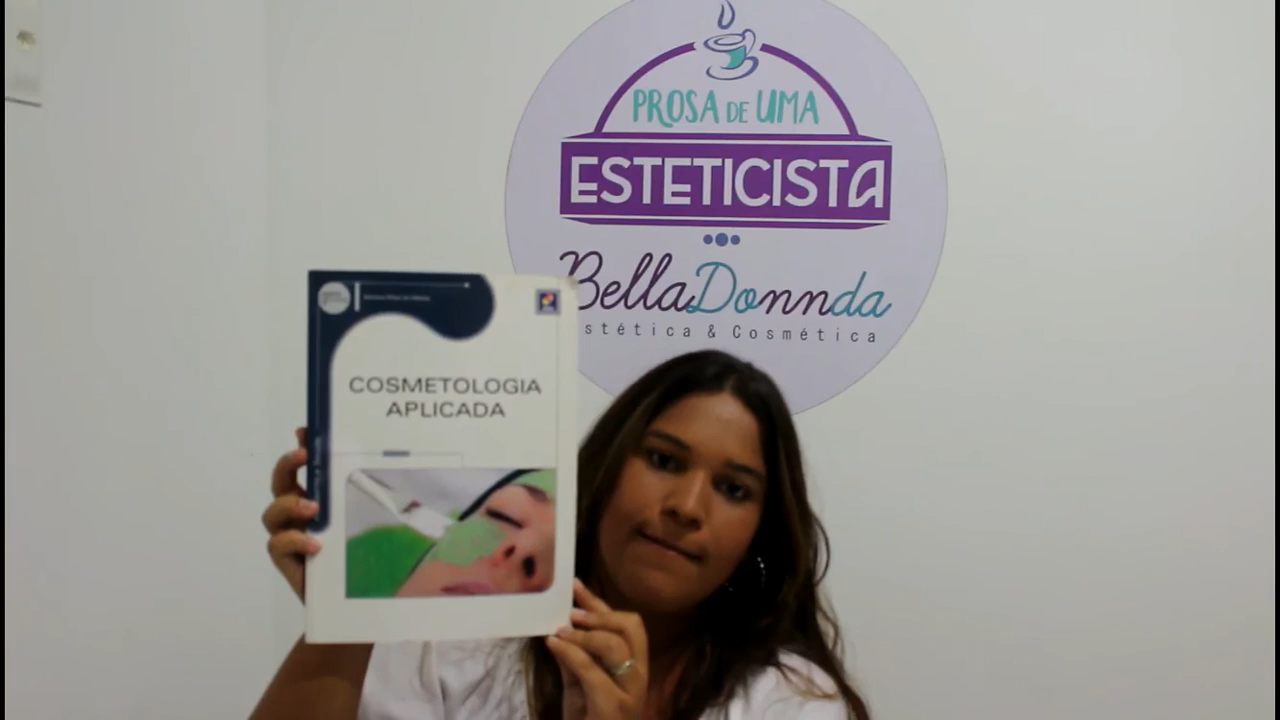 PROSA DE UMA
ESTETICISTA
BellaDonnda
stética & Cosmética
COSMETOLOGIA
APLICADA